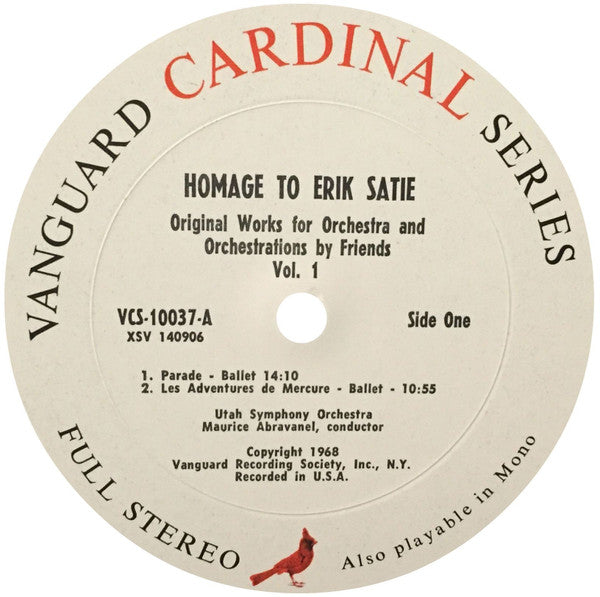 VANGUARD CARDINAL SERIES
HOMAGE TO ERIK SATIE
Original Works for Orchestra and
Orchestrations by Friends
Vol. 1
VCS-10037-A
XSV 140906
Side One
1. Parade - Ballet 14:10
2. Les Adventures de Mercure - Ballet - 10:55
Utah Symphony Orchestra
Maurice Abravanel, conductor
Copyright 1968
Vanguard Recording Society, Inc., N.Y.
Recorded in U.S.A.
FULL STEREO
Also playable in Mono